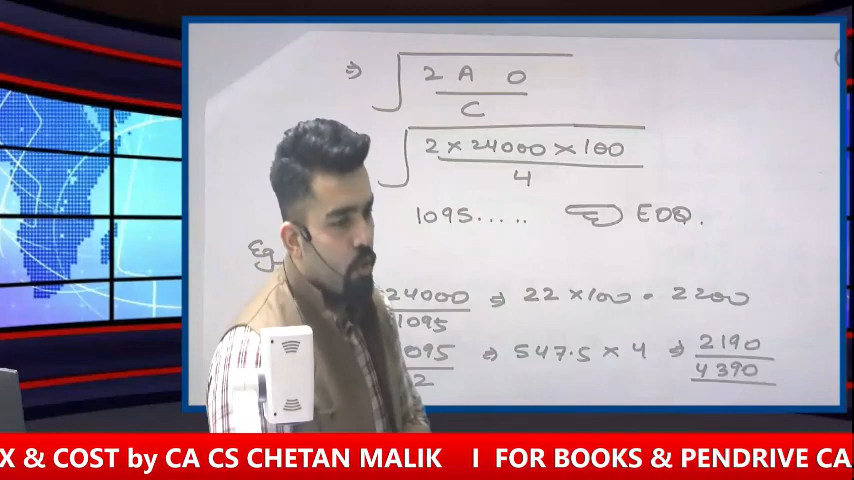 ⇒ √ 2 A O
C
√ 2 × 24000 × 100
4
1095..... EOQ.
Eg
24000 ⇒ 22 × 100 = 2200
1095
1095 ⇒ 547.5 × 4 ⇒ 2190
2
4390
X & COST by CA CS CHETAN MALIK I FOR BOOKS & PENDRIVE CA